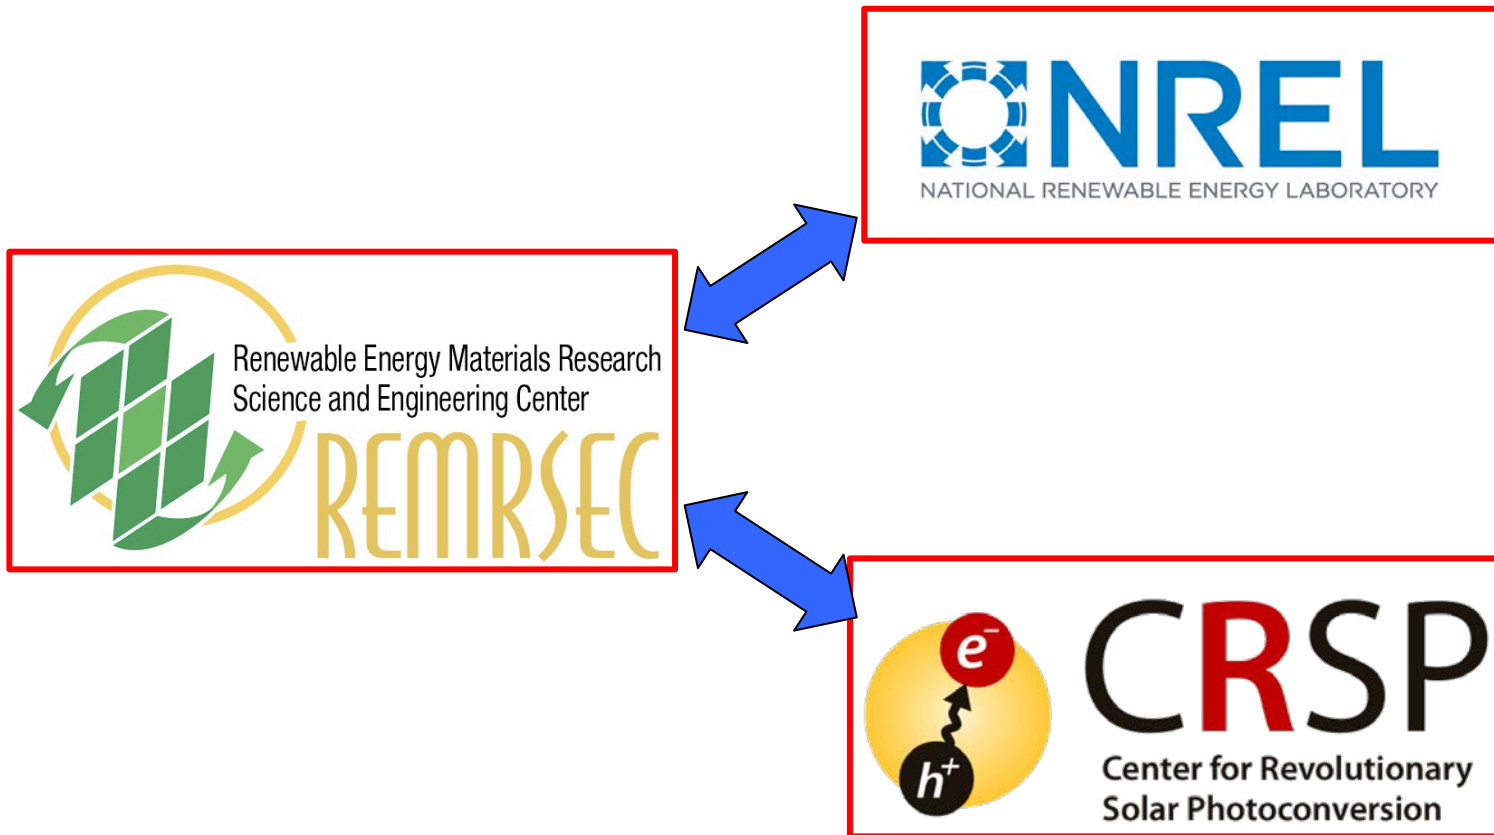 NREL
NATIONAL RENEWABLE ENERGY LABORATORY
Renewable Energy Materials Research
Science and Engineering Center
REMRSEC
e⁻
h⁺
CRSP
Center for Revolutionary
Solar Photoconversion